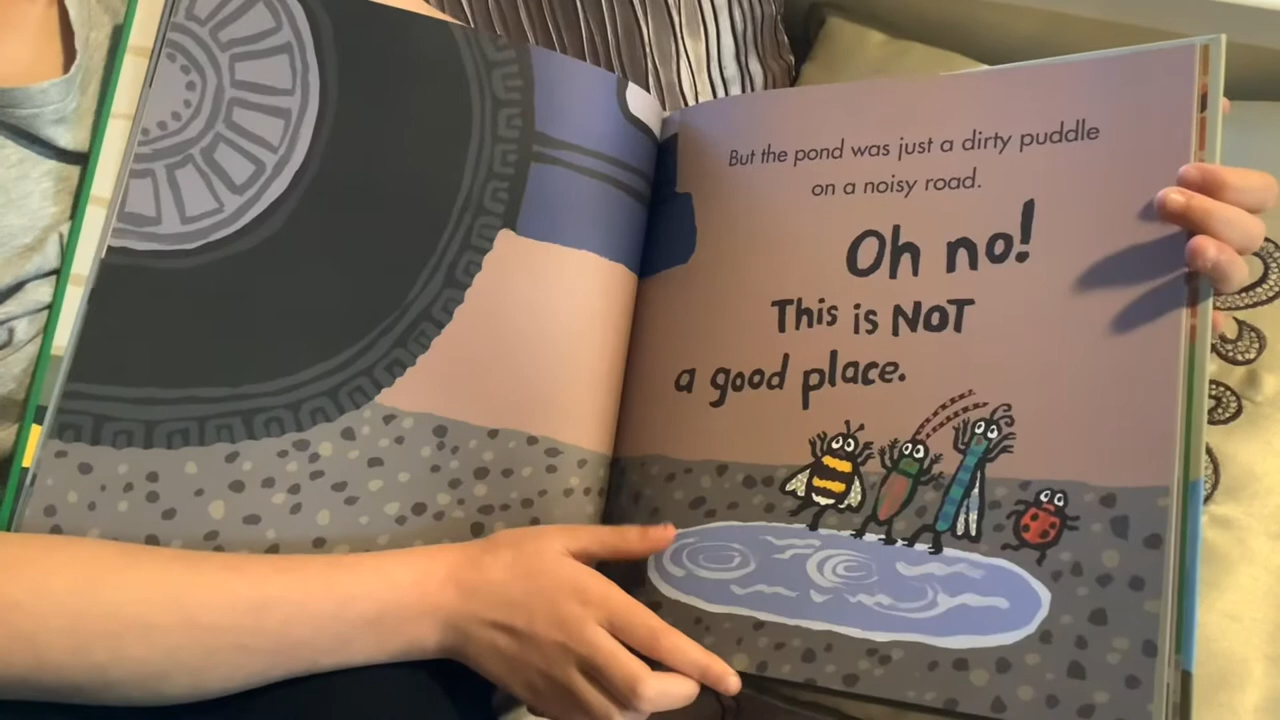 But the pond was just a dirty puddle
on a noisy road.
Oh no!
This is NOT
a good place.